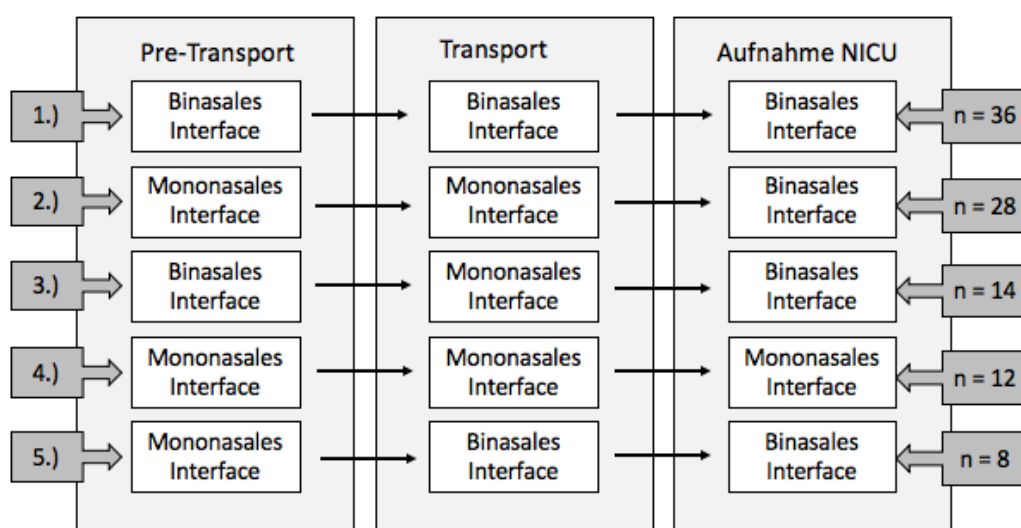 Pre-Transport
Transport
Aufnahme NICU
1.)
Binasales
Interface
Binasales
Interface
Binasales
Interface
n = 36
2.)
Mononasales
Interface
Mononasales
Interface
Binasales
Interface
n = 28
3.)
Binasales
Interface
Mononasales
Interface
Binasales
Interface
n = 14
4.)
Mononasales
Interface
Mononasales
Interface
Mononasales
Interface
n = 12
5.)
Mononasales
Interface
Binasales
Interface
Binasales
Interface
n = 8